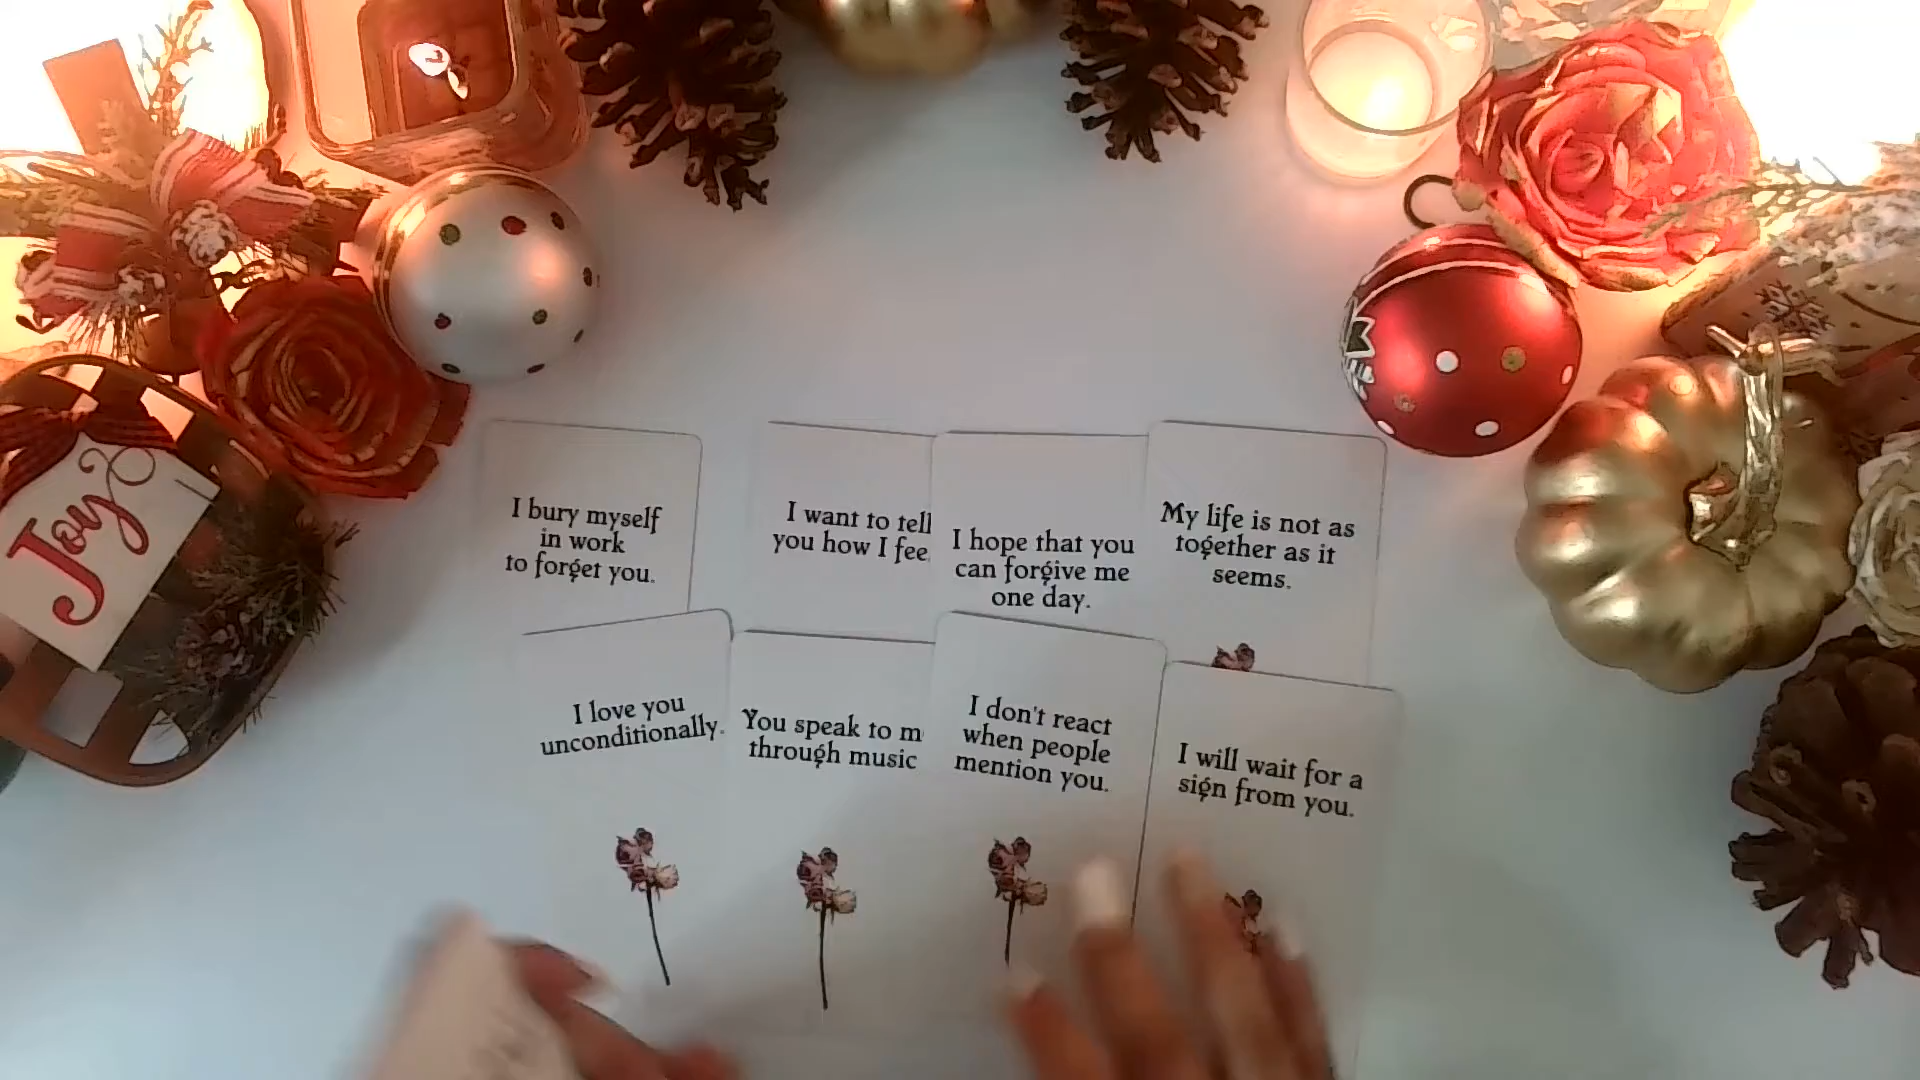 Joy
I bury myself
in work
to forget you.
I want to tell
you how I fee
I hope that you
can forgive me
one day.
My life is not as
together as it
seems.
I love you
unconditionally.
You speak to m
through music
I don't react
when people
mention you.
I will wait for a
sign from you.